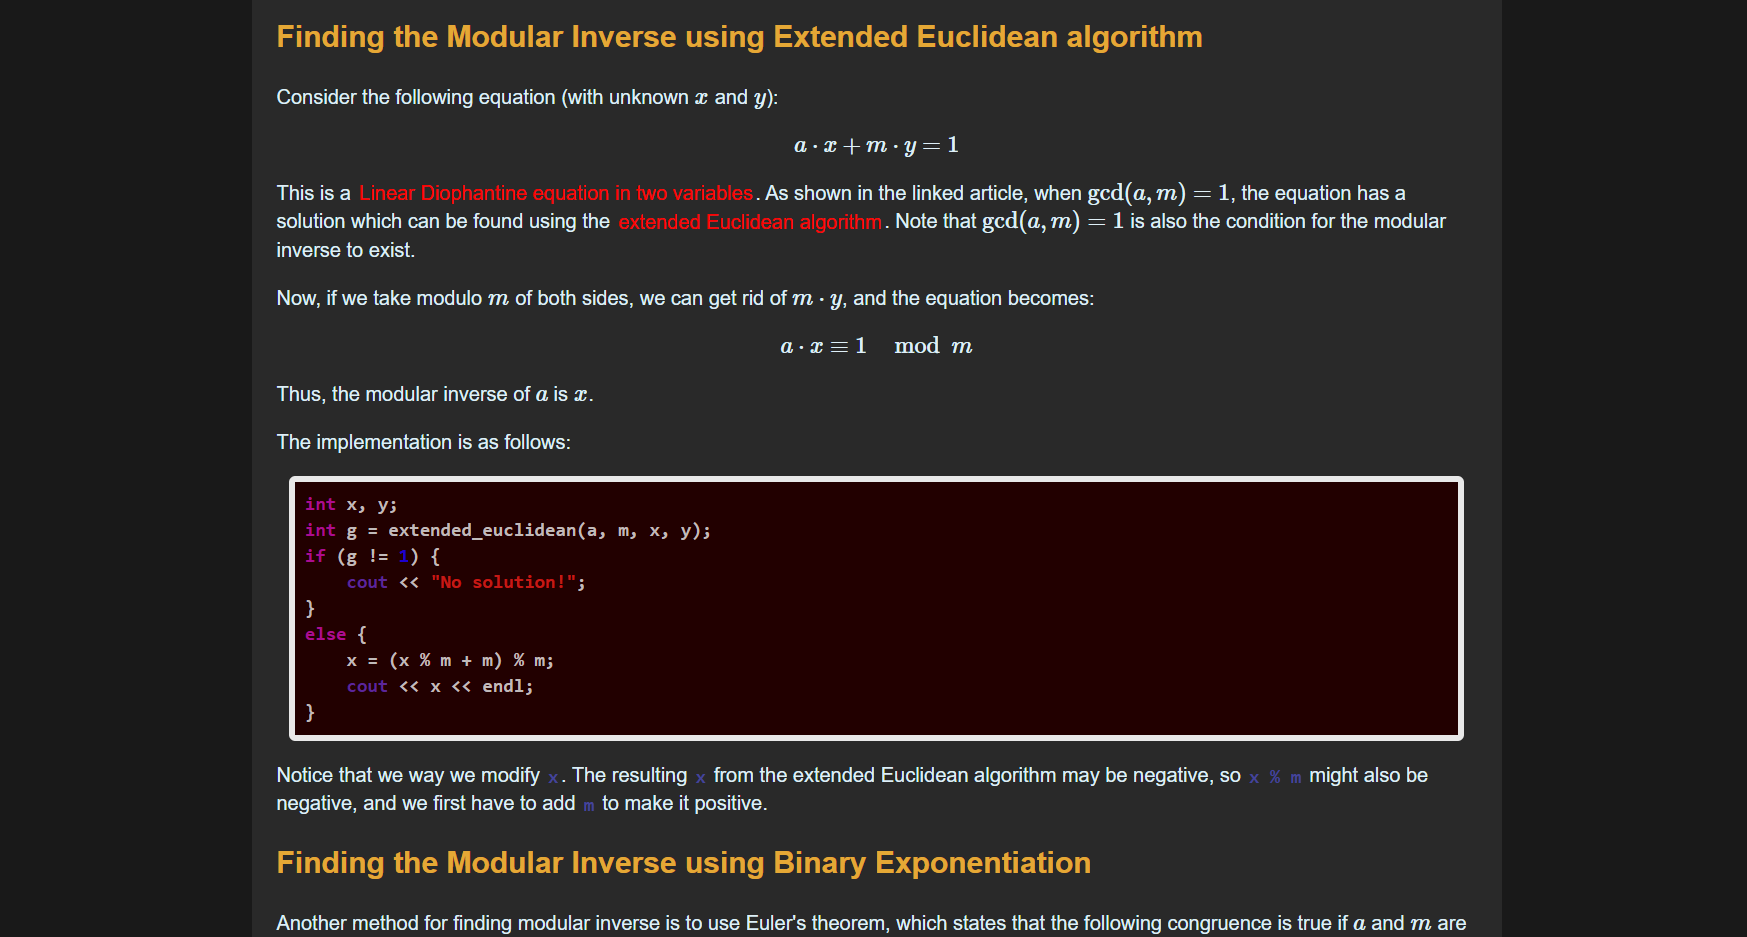 Finding the Modular Inverse using Extended Euclidean algorithm
Consider the following equation (with unknown x and y):
a · x + m · y = 1
This is a Linear Diophantine equation in two variables. As shown in the linked article, when gcd(a, m) = 1, the equation has a
solution which can be found using the extended Euclidean algorithm. Note that gcd(a, m) = 1 is also the condition for the modular
inverse to exist.
Now, if we take modulo m of both sides, we can get rid of m · y, and the equation becomes:
a · x ≡ 1 mod m
Thus, the modular inverse of a is x.
The implementation is as follows:
int x, y;
int g = extended_euclidean(a, m, x, y);
if (g != 1) {
    cout << "No solution!";
}
else {
    x = (x % m + m) % m;
    cout << x << endl;
}
Notice that we way we modify x. The resulting x from the extended Euclidean algorithm may be negative, so x % m might also be
negative, and we first have to add m to make it positive.
Finding the Modular Inverse using Binary Exponentiation
Another method for finding modular inverse is to use Euler's theorem, which states that the following congruence is true if a and m are